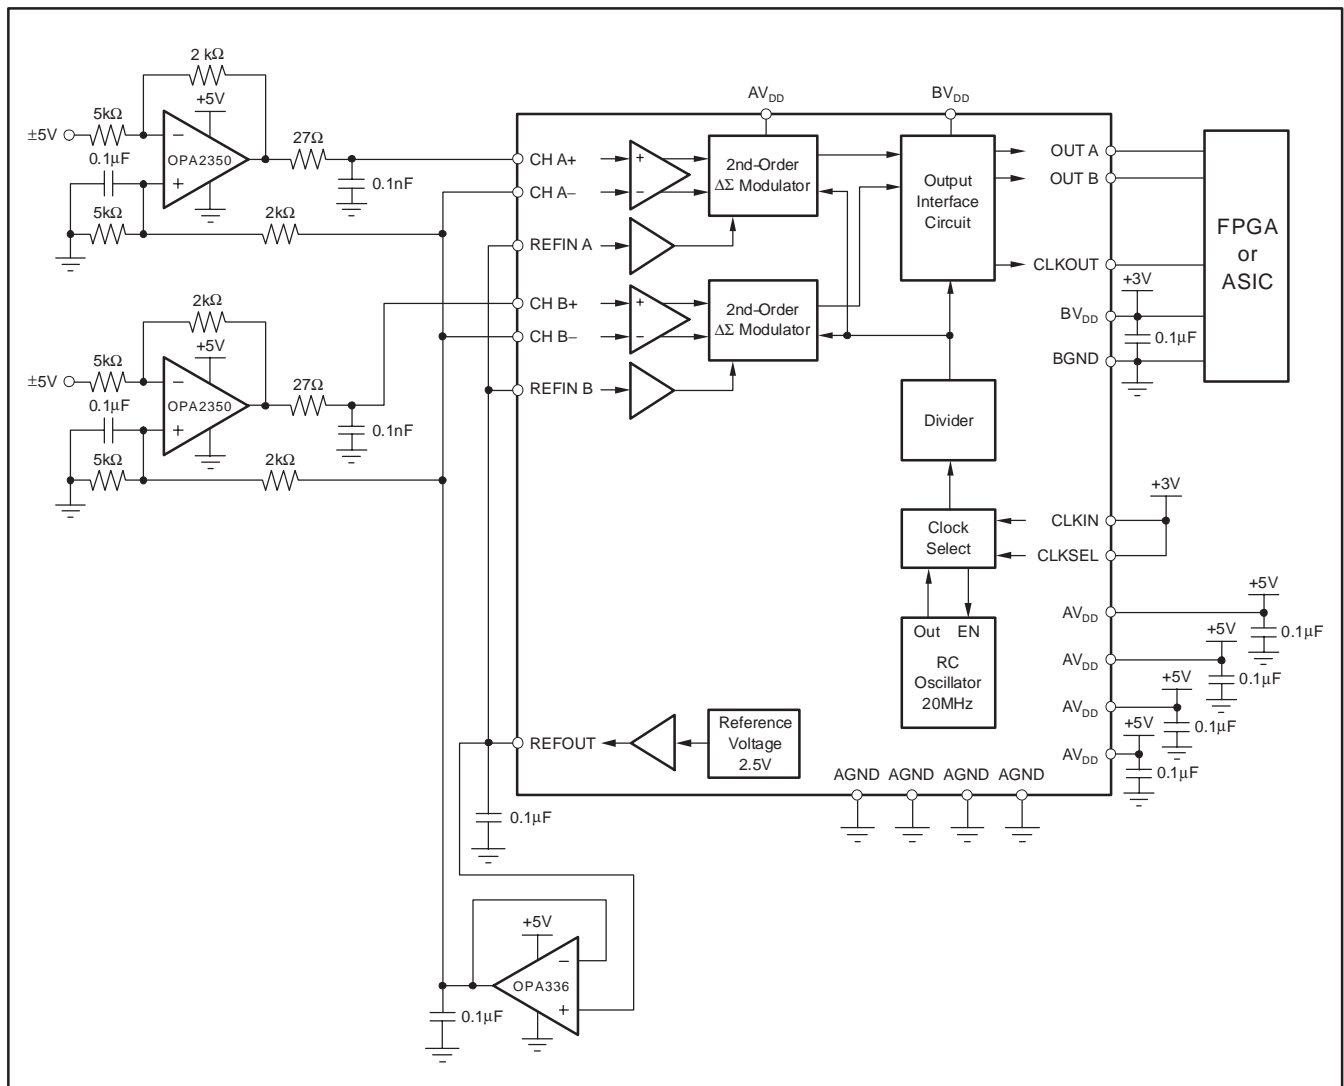 2 kΩ
+5V
5kΩ
±5V
0.1µF
OPA2350
27Ω
0.1nF
5kΩ
2kΩ
2kΩ
+5V
5kΩ
±5V
0.1µF
OPA2350
27Ω
0.1nF
5kΩ
2kΩ
AVDD
BVDD
CH A+
CH A−
REFIN A
CH B+
CH B−
REFIN B
+
−
2nd-Order
ΔΣ Modulator
+
−
2nd-Order
ΔΣ Modulator
Output
Interface
Circuit
Divider
Clock
Select
Out EN
RC
Oscillator
20MHz
REFOUT
Reference
Voltage
2.5V
OUT A
OUT B
CLKOUT
+3V
BVDD
0.1µF
BGND
FPGA
or
ASIC
+3V
CLKIN
CLKSEL
+5V
AVDD
0.1µF
+5V
AVDD
0.1µF
+5V
AVDD
0.1µF
+5V
AVDD
0.1µF
AGND AGND AGND AGND
0.1µF
+5V
−
OPA336
+
0.1µF